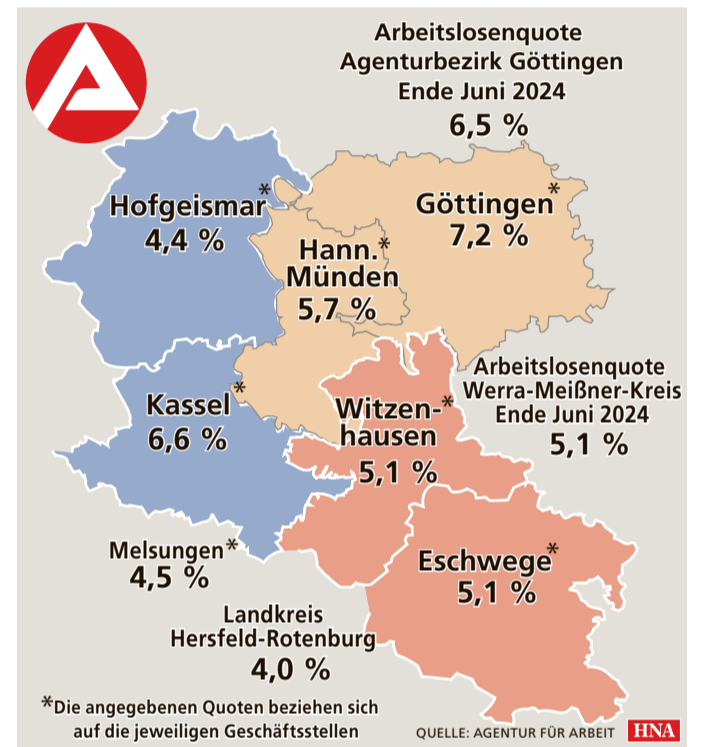 Arbeitslosenquote
Agenturbezirk Göttingen
Ende Juni 2024
6,5 %
Hofgeismar*
4,4 %
Göttingen*
7,2 %
Hann.*
Münden
5,7 %
Arbeitslosenquote
Werra-Meißner-Kreis
Ende Juni 2024
5,1 %
Kassel*
6,6 %
Witzen-*
hausen
5,1 %
Melsungen*
4,5 %
Eschwege*
5,1 %
Landkreis
Hersfeld-Rotenburg
4,0 %
*Die angegebenen Quoten beziehen sich
auf die jeweiligen Geschäftsstellen
QUELLE: AGENTUR FÜR ARBEIT
HNA